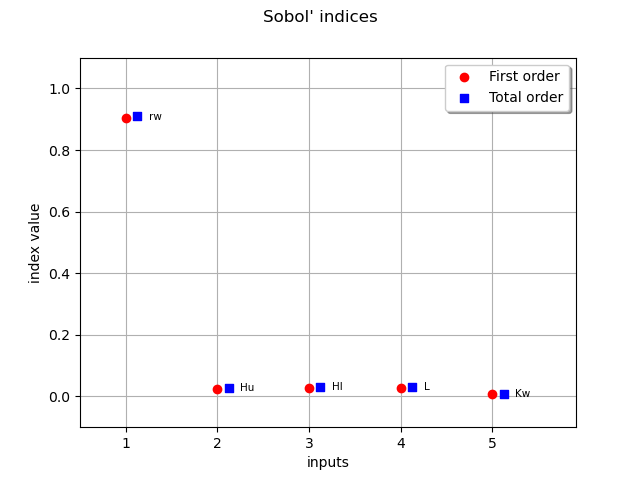 Sobol' indices
First order
Total order
1.0
0.8
0.6
0.4
0.2
0.0
index value
rw
Hu
Hl
L
Kw
1 2 3 4 5
inputs